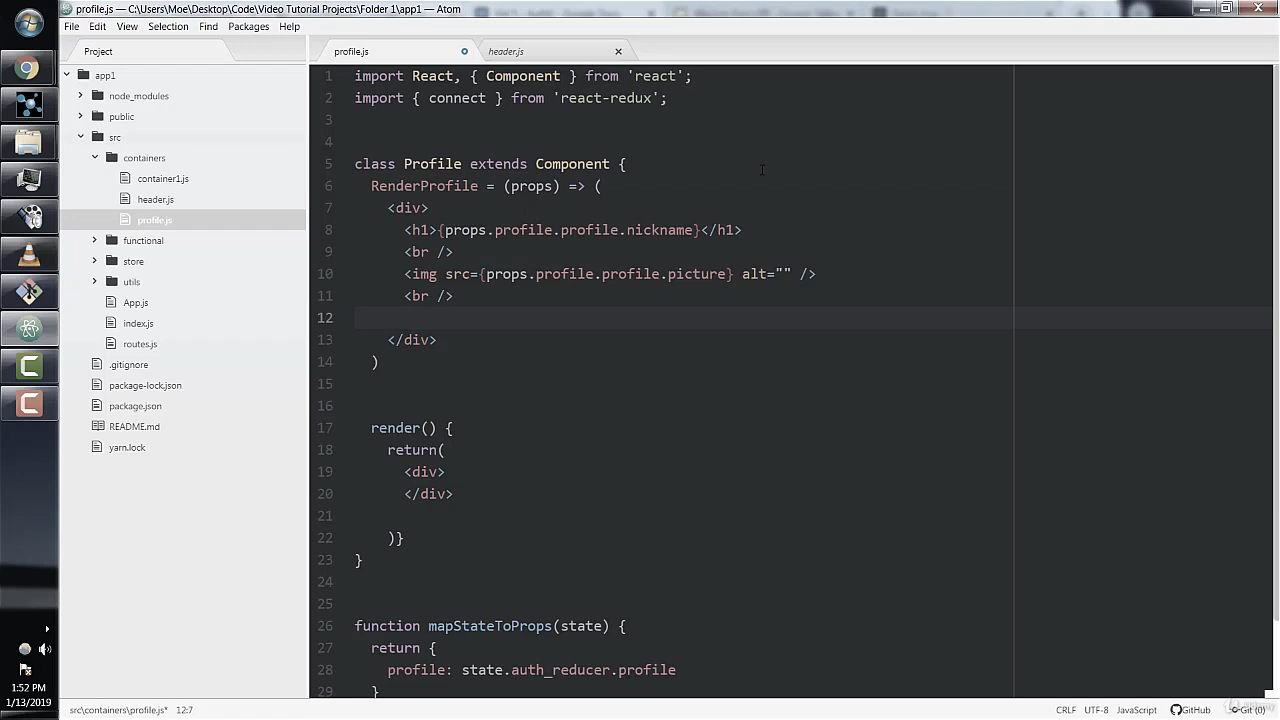 profile.js — C:\Users\Moe\Desktop\Code\Video Tutorial Projects\Folder 1\app1 — Atom
File Edit View Selection Find Packages Help
Project
profile.js
header.js
app1
node_modules
public
src
containers
container1.js
header.js
profile.js
functional
store
utils
App.js
index.js
routes.js
.gitignore
package-lock.json
package.json
README.md
yarn.lock
1 import React, { Component } from 'react';
2 import { connect } from 'react-redux';
3
4
5 class Profile extends Component {
6 RenderProfile = (props) => (
7 <div>
8 <h1>{props.profile.profile.nickname}</h1>
9 <br />
10 <img src={props.profile.profile.picture} alt="" />
11 <br />
12
13 </div>
14 )
15
16
17 render() {
18 return(
19 <div>
20 </div>
21
22 )}
23 }
24
25
26 function mapStateToProps(state) {
27 return {
28 profile: state.auth_reducer.profile
29 }
1:52 PM
1/13/2019
src\containers\profile.js* 12:7
CRLF UTF-8 JavaScript GitHub Git (0)